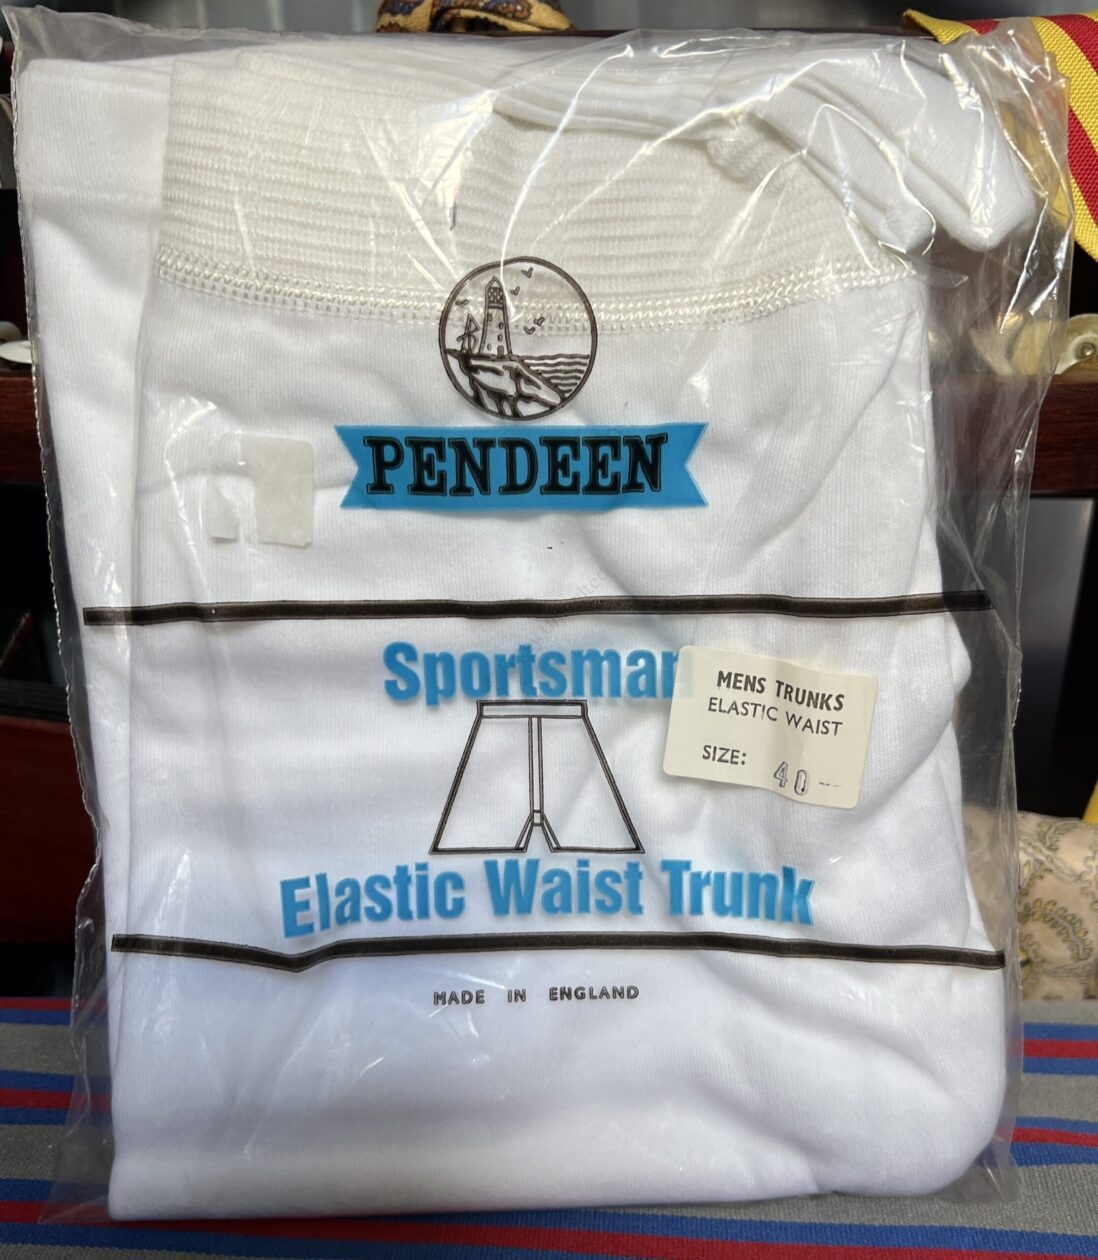 PENDEEN
Sportsman
MENS TRUNKS
ELASTIC WAIST
SIZE: 40
Elastic Waist Trunk
MADE IN ENGLAND